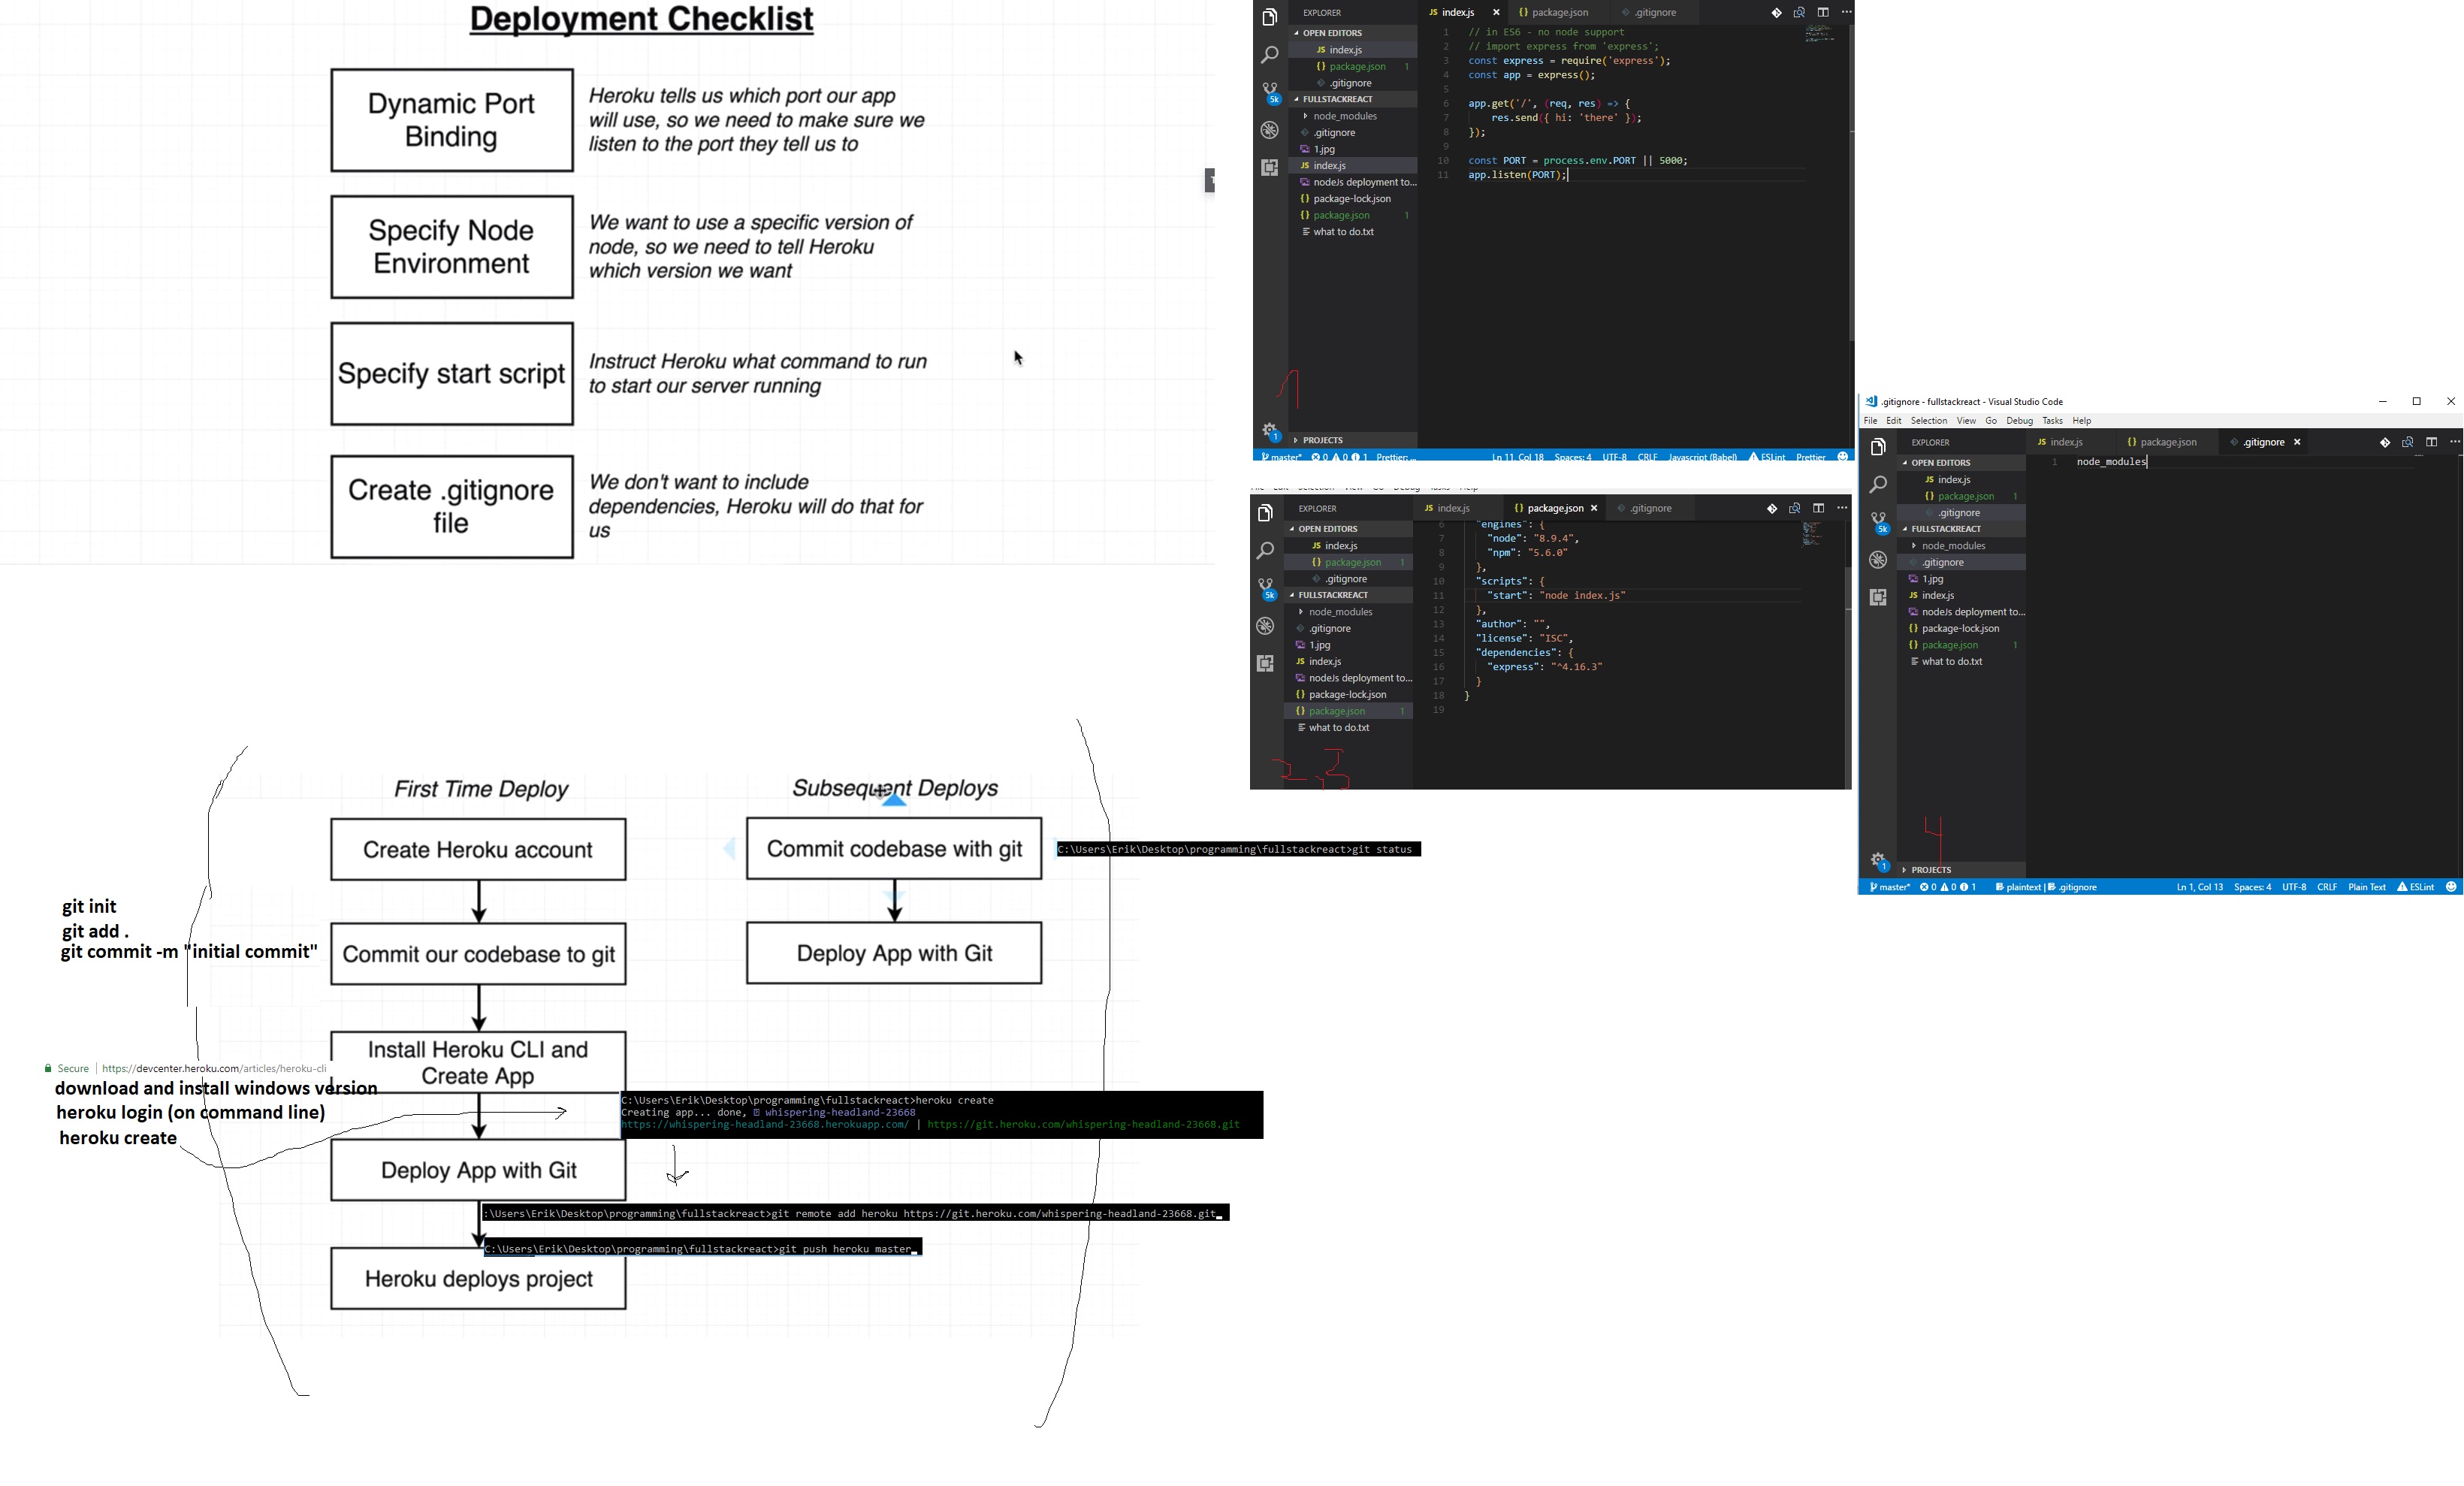 Deployment Checklist
Dynamic Port
Binding
Heroku tells us which port our app
will use, so we need to make sure we
listen to the port they tell us to
Specify Node
Environment
We want to use a specific version of
node, so we need to tell Heroku
which version we want
Specify start script
Instruct Heroku what command to run
to start our server running
Create .gitignore
file
We don't want to include
dependencies, Heroku will do that for
us
EXPLORER
OPEN EDITORS
JS index.js
{} package.json 1
.gitignore
5k
FULLSTACKREACT
node_modules
.gitignore
1.jpg
JS index.js
nodeJs deployment to...
{} package-lock.json
{} package.json 1
what to do.txt
1
1
PROJECTS
JS index.js {} package.json .gitignore
1 // in ES6 - no node support
2 // import express from 'express';
3 const express = require('express');
4 const app = express();
5
6 app.get('/', (req, res) => {
7 res.send({ hi: 'there' });
8 });
9
10 const PORT = process.env.PORT || 5000;
11 app.listen(PORT);
master* 0 0 1 Prettier:... Ln 11, Col 18 Spaces: 4 UTF-8 CRLF Javascript (Babel) ESLint Prettier
EXPLORER
OPEN EDITORS
JS index.js
{} package.json 1
.gitignore
5k
FULLSTACKREACT
node_modules
.gitignore
1.jpg
JS index.js
nodeJs deployment to...
{} package-lock.json
{} package.json 1
what to do.txt
2-3
JS index.js {} package.json .gitignore
6 "engines": {
7 "node": "8.9.4",
8 "npm": "5.6.0"
9 },
10 "scripts": {
11 "start": "node index.js"
12 },
13 "author": "",
14 "license": "ISC",
15 "dependencies": {
16 "express": "^4.16.3"
17 }
18 }
19
.gitignore - fullstackreact - Visual Studio Code
File Edit Selection View Go Debug Tasks Help
EXPLORER
OPEN EDITORS
JS index.js
{} package.json 1
.gitignore
5k
FULLSTACKREACT
node_modules
.gitignore
1.jpg
JS index.js
nodeJs deployment to...
{} package-lock.json
{} package.json 1
what to do.txt
4
1
PROJECTS
JS index.js {} package.json .gitignore
1 node_modules
master* 0 0 1 plaintext | .gitignore Ln 1, Col 13 Spaces: 4 UTF-8 CRLF Plain Text ESLint
First Time Deploy
Create Heroku account
git init
git add .
git commit -m "initial commit"
Commit our codebase to git
Install Heroku CLI and
Create App
Secure | https://devcenter.heroku.com/articles/heroku-cli
download and install windows version
heroku login (on command line)
heroku create
C:\Users\Erik\Desktop\programming\fullstackreact>heroku create
Creating app... done, whispering-headland-23668
https://whispering-headland-23668.herokuapp.com/ | https://git.heroku.com/whispering-headland-23668.git
Deploy App with Git
:\Users\Erik\Desktop\programming\fullstackreact>git remote add heroku https://git.heroku.com/whispering-headland-23668.git
C:\Users\Erik\Desktop\programming\fullstackreact>git push heroku master
Heroku deploys project
Subsequent Deploys
Commit codebase with git
C:\Users\Erik\Desktop\programming\fullstackreact>git status
Deploy App with Git